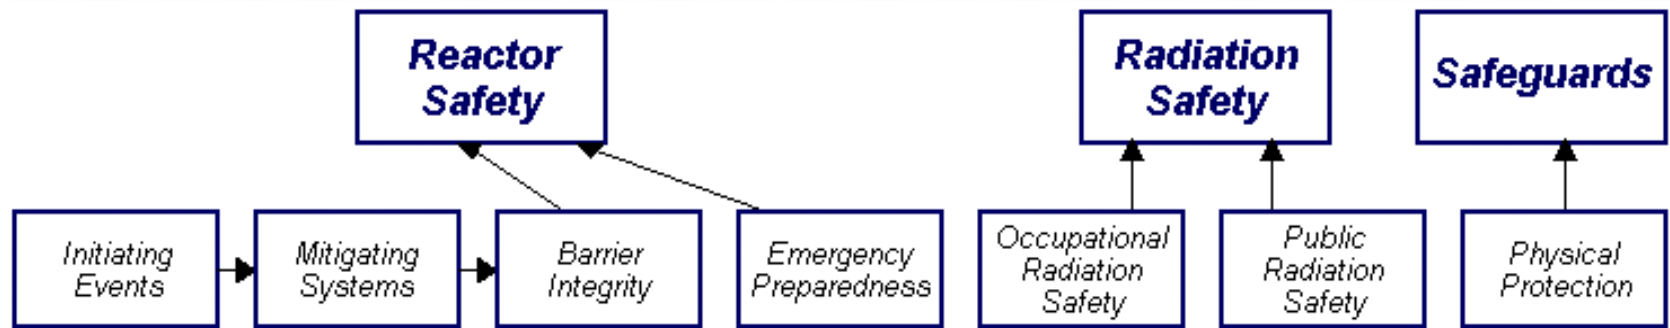 Reactor
Safety
Radiation
Safety
Safeguards
Initiating
Events
Mitigating
Systems
Barrier
Integrity
Emergency
Preparedness
Occupational
Radiation
Safety
Public
Radiation
Safety
Physical
Protection